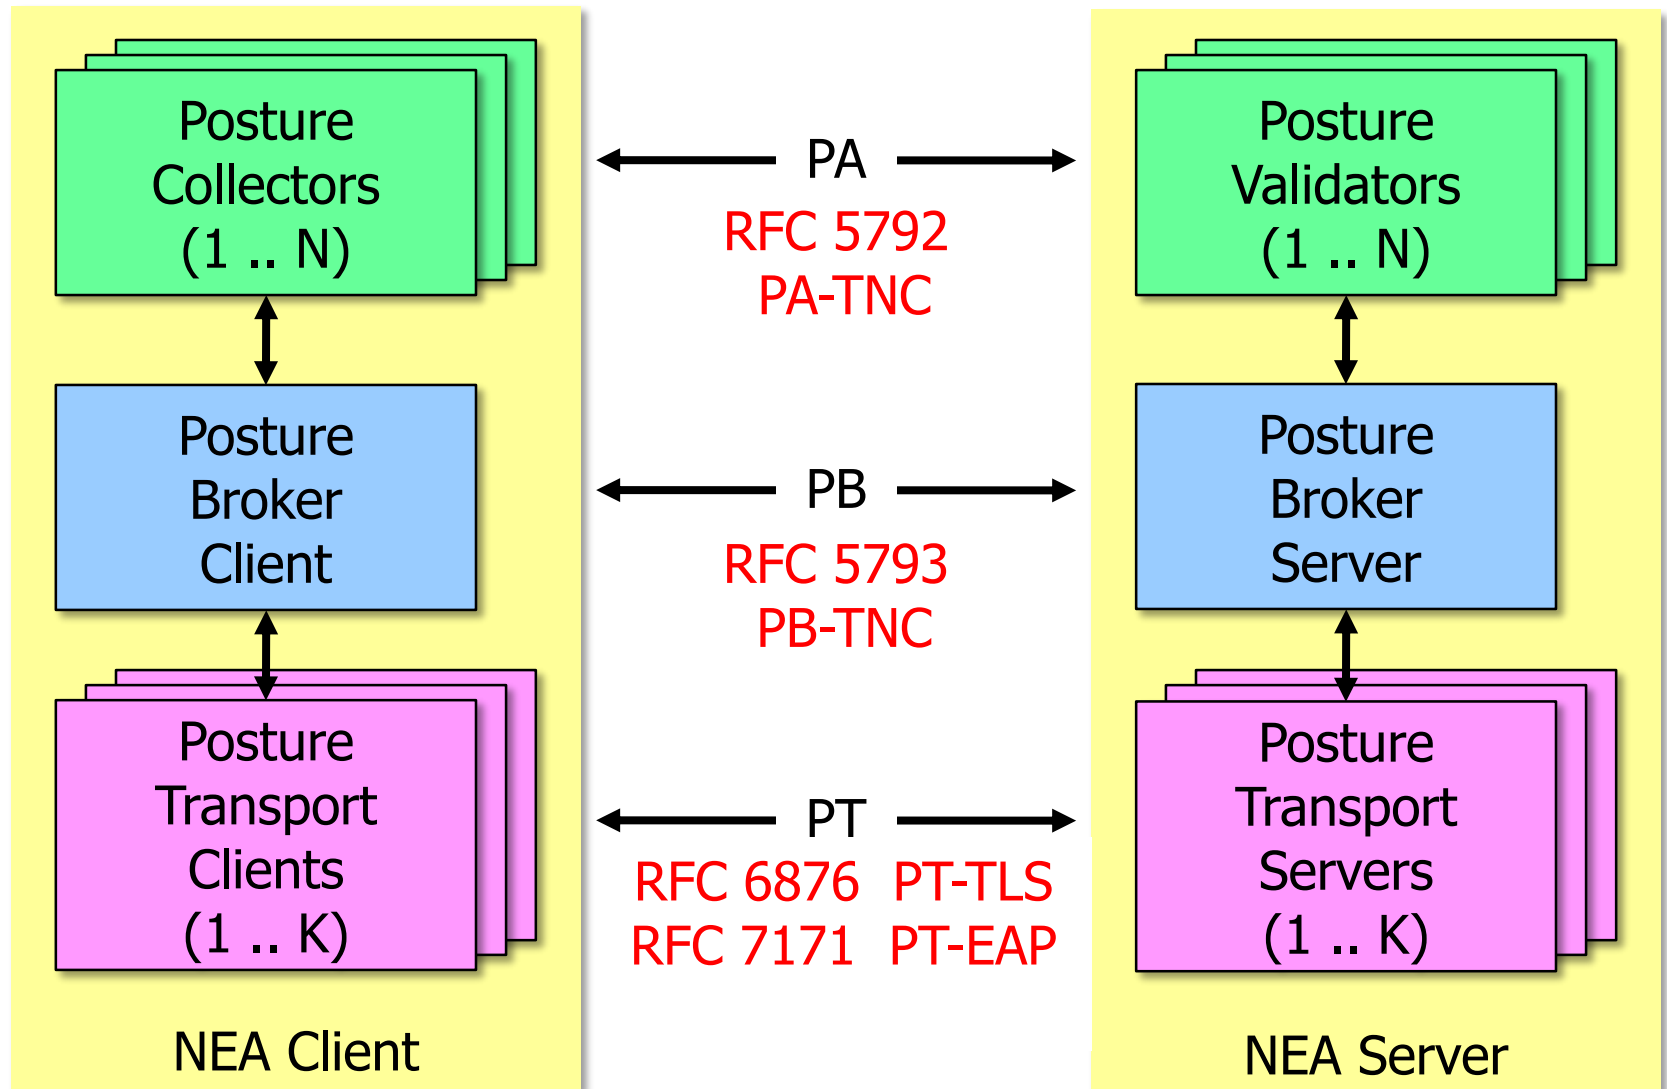 Posture
Collectors
(1 .. N)
Posture
Broker
Client
Posture
Transport
Clients
(1 .. K)
NEA Client
PA
RFC 5792
PA-TNC
PB
RFC 5793
PB-TNC
PT
RFC 6876 PT-TLS
RFC 7171 PT-EAP
Posture
Validators
(1 .. N)
Posture
Broker
Server
Posture
Transport
Servers
(1 .. K)
NEA Server